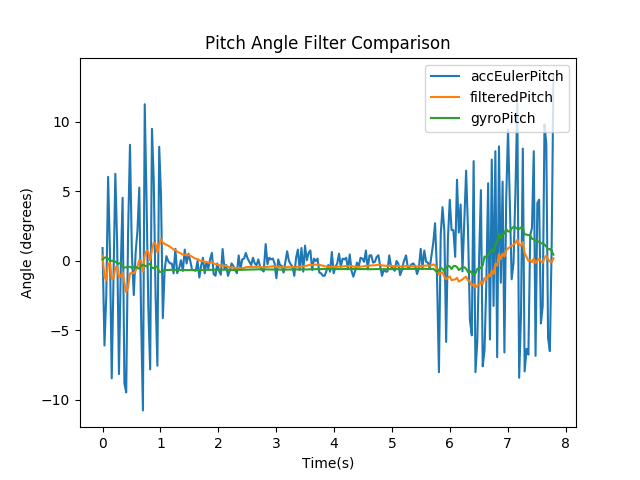 Pitch Angle Filter Comparison
accEulerPitch
filteredPitch
gyroPitch
Angle (degrees)
10
5
0
−5
−10
0 1 2 3 4 5 6 7 8
Time(s)